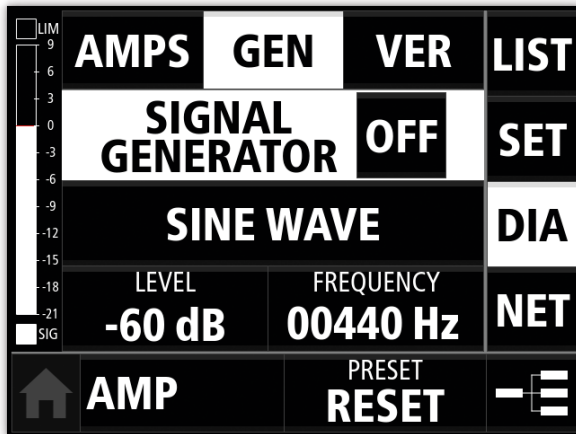 LIM
9
6
3
0
-3
-6
-9
-12
-15
-18
-21
SIG
AMPS GEN VER
SIGNAL
GENERATOR OFF
SINE WAVE
LEVEL FREQUENCY
-60 dB 00440 Hz
LIST
SET
DIA
NET
AMP
PRESET
RESET